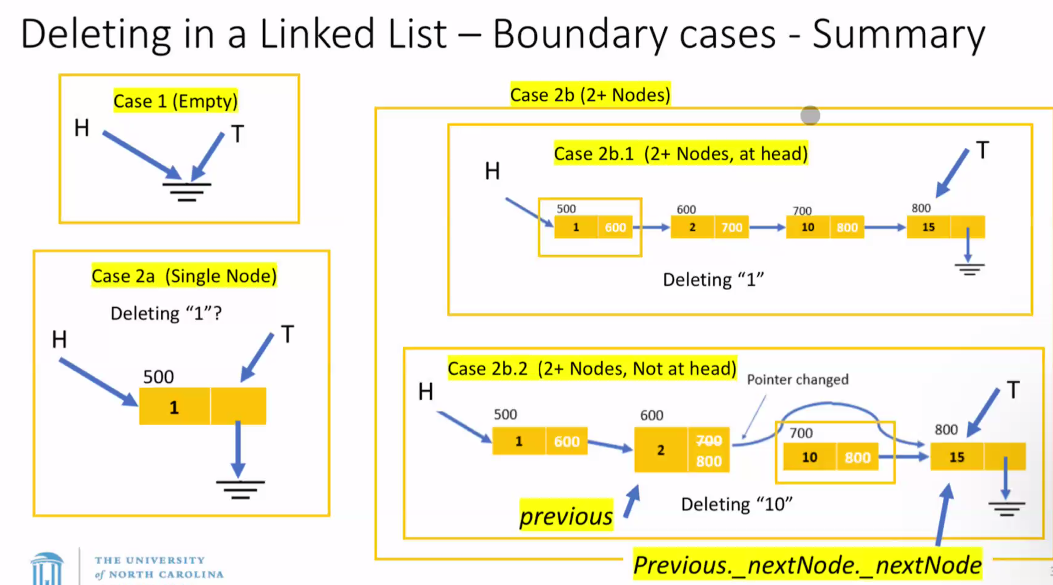 Deleting in a Linked List – Boundary cases - Summary
Case 1 (Empty)
H
T
Case 2a (Single Node)
Deleting “1”?
H
T
500
1
Case 2b (2+ Nodes)
Case 2b.1 (2+ Nodes, at head)
H
T
500
600
700
800
1 600
2 700
10 800
15
Deleting “1”
Case 2b.2 (2+ Nodes, Not at head)
Pointer changed
H
T
500
600
700
800
1 600
2 700
800
10 800
15
previous
Deleting “10”
Previous._nextNode._nextNode
THE UNIVERSITY
of NORTH CAROLINA